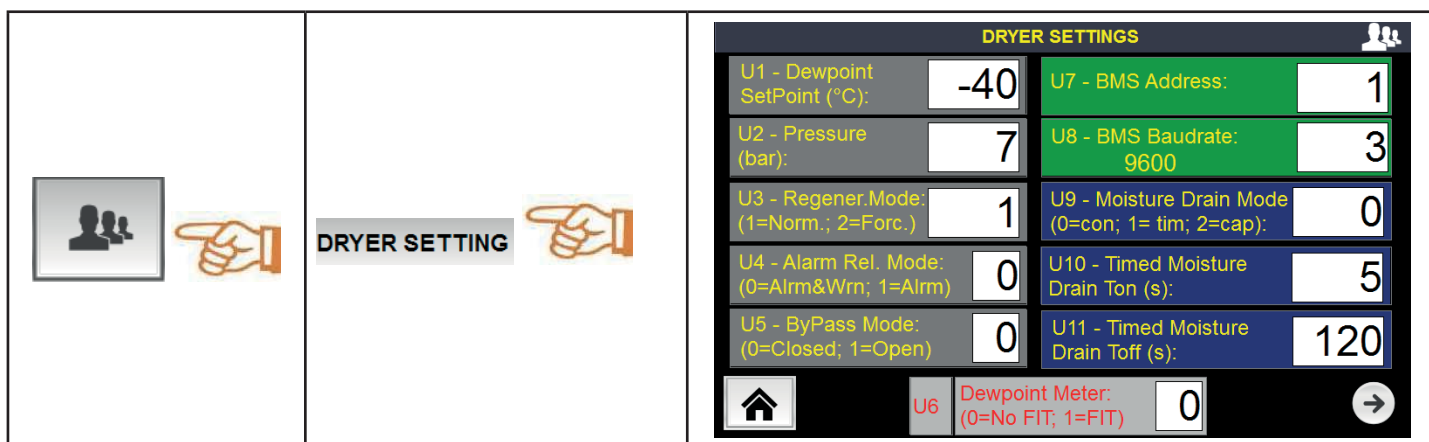 DRYER SETTING
DRYER SETTINGS
U1 - Dewpoint
SetPoint (°C):
-40
U2 - Pressure
(bar):
7
U3 - Regener.Mode:
(1=Norm.; 2=Forc.)
1
U4 - Alarm Rel. Mode:
(0=Alrm&Wrn; 1=Alrm)
0
U5 - ByPass Mode:
(0=Closed; 1=Open)
0
U7 - BMS Address:
1
U8 - BMS Baudrate:
9600
3
U9 - Moisture Drain Mode
(0=con; 1= tim; 2=cap):
0
U10 - Timed Moisture
Drain Ton (s):
5
U11 - Timed Moisture
Drain Toff (s):
120
U6
Dewpoint Meter:
(0=No FIT; 1=FIT)
0